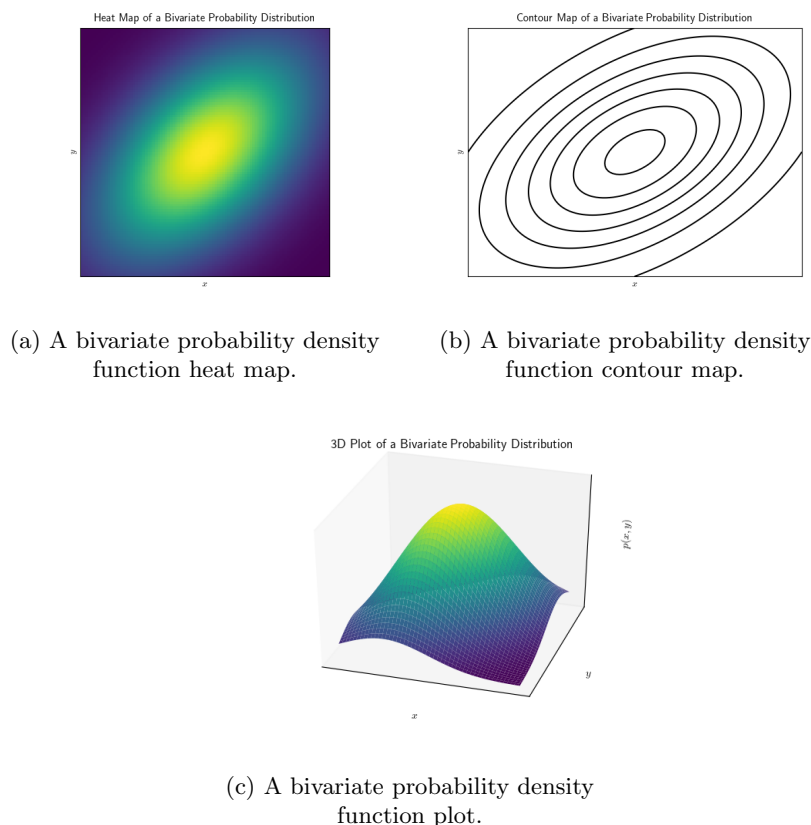 Heat Map of a Bivariate Probability Distribution
y
x
(a) A bivariate probability density
function heat map.
Contour Map of a Bivariate Probability Distribution
y
x
(b) A bivariate probability density
function contour map.
3D Plot of a Bivariate Probability Distribution
p(x, y)
y
x
(c) A bivariate probability density
function plot.